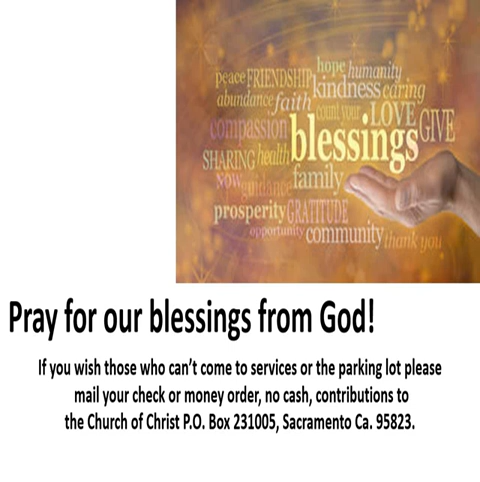 hope humanity
peace FRIENDSHIP kindness caring
abundance faith count your LOVE GIVE
compassion blessings
SHARING health
NOW guidance family
prosperity GRATITUDE
opportunity community thank you
Pray for our blessings from God!
If you wish those who can't come to services or the parking lot please
mail your check or money order, no cash, contributions to
the Church of Christ P.O. Box 231005, Sacramento Ca. 95823.